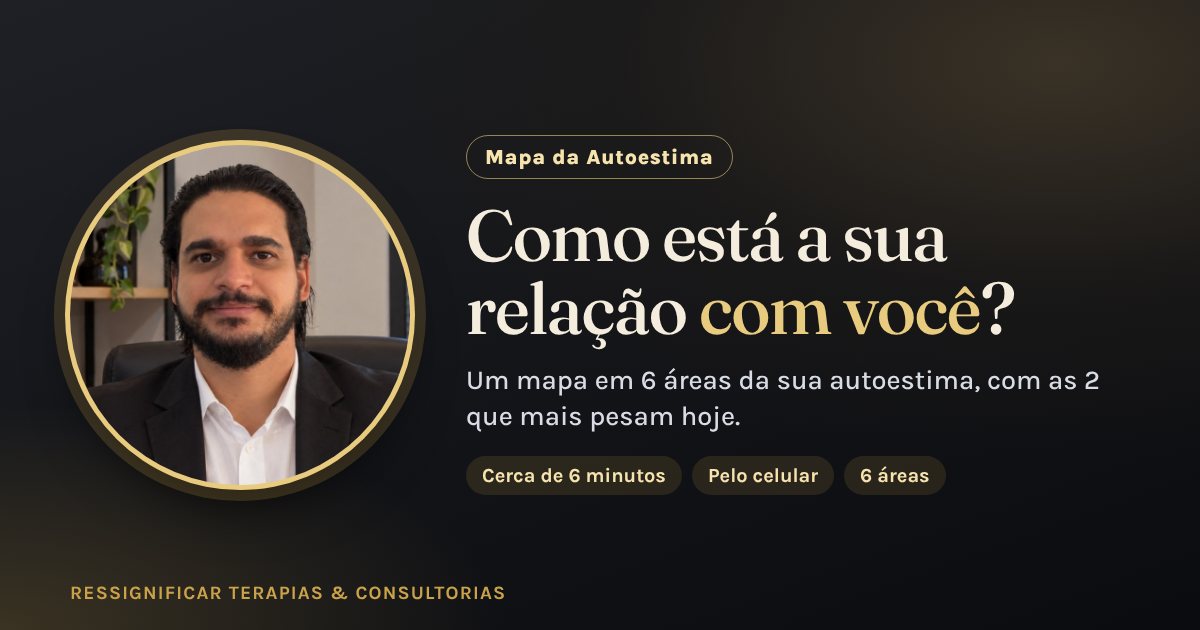 Mapa da Autoestima
Como está a sua
relação com você?
Um mapa em 6 áreas da sua autoestima, com as 2
que mais pesam hoje.
Cerca de 6 minutos
Pelo celular
6 áreas
RESSIGNIFICAR TERAPIAS & CONSULTORIAS